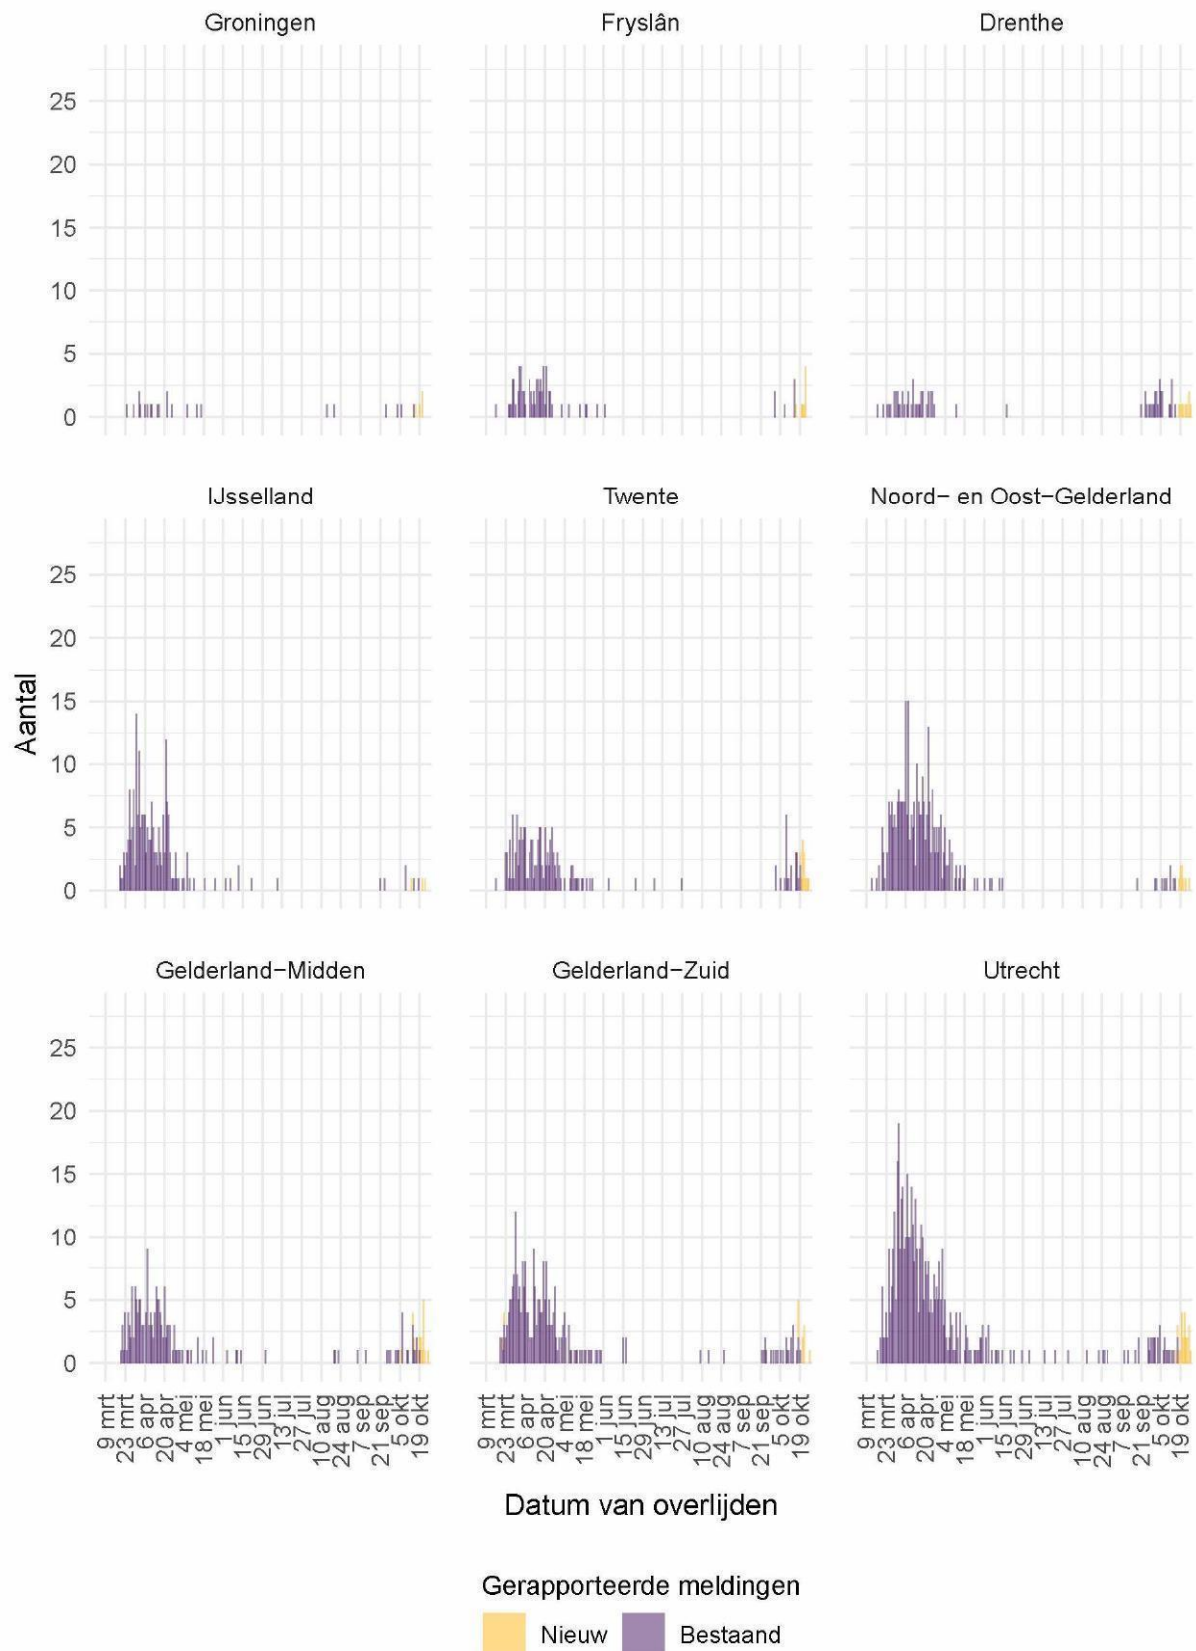 Groningen
Fryslân
Drenthe
25
20
15
10
5
0
IJsselland
Twente
Noord− en Oost−Gelderland
25
20
15
10
5
0
Aantal
Gelderland−Midden
Gelderland−Zuid
Utrecht
25
20
15
10
5
0
9 mrt
23 mrt
6 apr
20 apr
4 mei
18 mei
1 jun
15 jun
29 jun
13 jul
27 jul
10 aug
24 aug
7 sep
21 sep
5 okt
19 okt
9 mrt
23 mrt
6 apr
20 apr
4 mei
18 mei
1 jun
15 jun
29 jun
13 jul
27 jul
10 aug
24 aug
7 sep
21 sep
5 okt
19 okt
9 mrt
23 mrt
6 apr
20 apr
4 mei
18 mei
1 jun
15 jun
29 jun
13 jul
27 jul
10 aug
24 aug
7 sep
21 sep
5 okt
19 okt
Datum van overlijden
Gerapporteerde meldingen
Nieuw
Bestaand